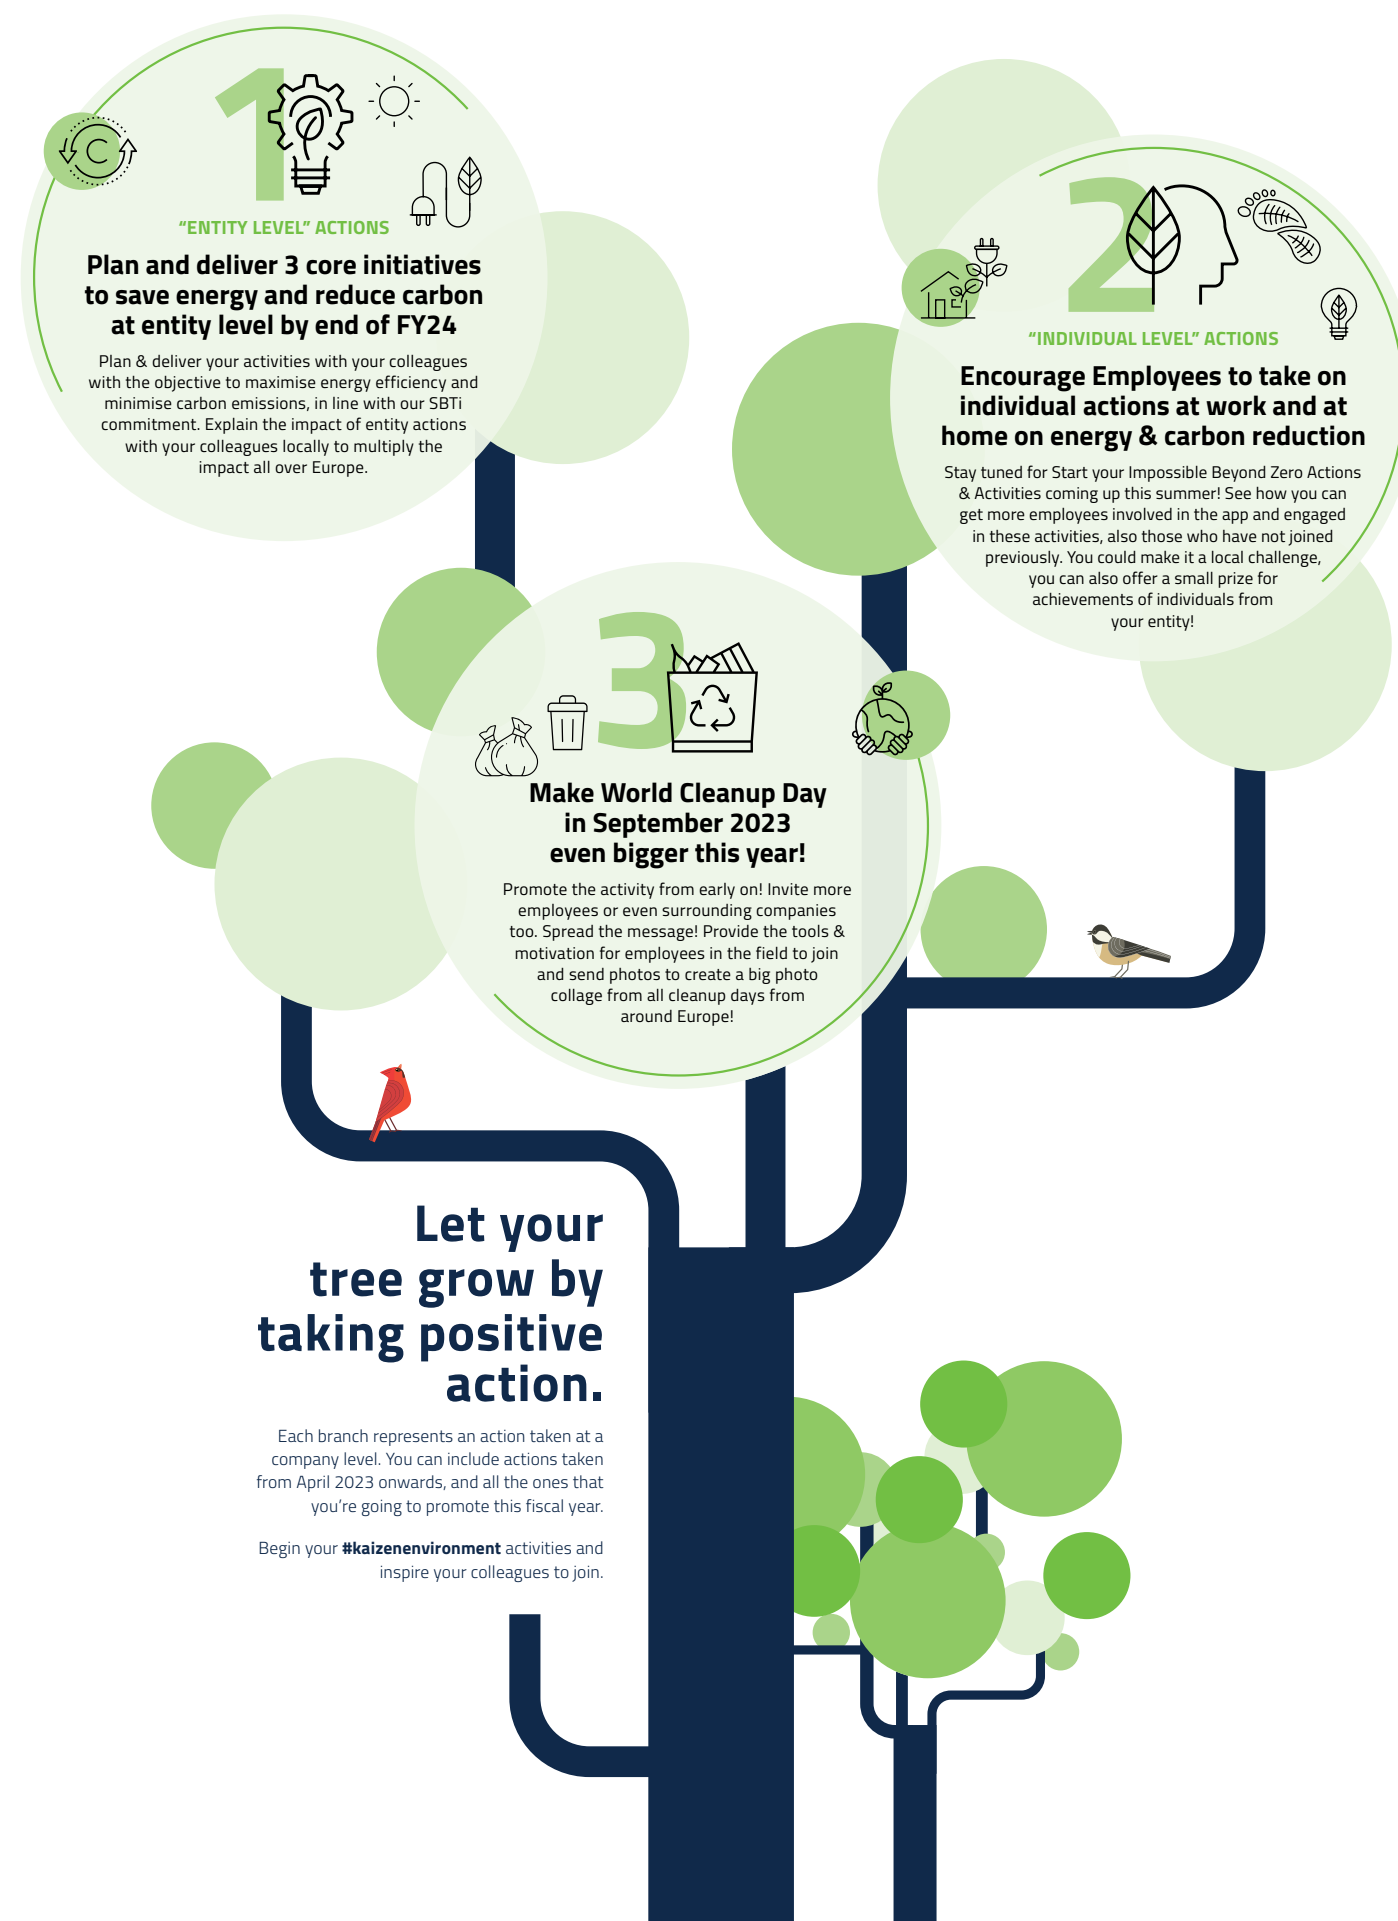 1
“ENTITY LEVEL” ACTIONS
Plan and deliver 3 core initiatives
to save energy and reduce carbon
at entity level by end of FY24
Plan & deliver your activities with your colleagues
with the objective to maximise energy efficiency and
minimise carbon emissions, in line with our SBTi
commitment. Explain the impact of entity actions
with your colleagues locally to multiply the
impact all over Europe.
C
2
“INDIVIDUAL LEVEL” ACTIONS
Encourage Employees to take on
individual actions at work and at
home on energy & carbon reduction
Stay tuned for Start your Impossible Beyond Zero Actions
& Activities coming up this summer! See how you can
get more employees involved in the app and engaged
in these activities, also those who have not joined
previously. You could make it a local challenge,
you can also offer a small prize for
achievements of individuals from
your entity!
3
Make World Cleanup Day
in September 2023
even bigger this year!
Promote the activity from early on! Invite more
employees or even surrounding companies
too. Spread the message! Provide the tools &
motivation for employees in the field to join
and send photos to create a big photo
collage from all cleanup days from
around Europe!
Let your
tree grow by
taking positive
action.
Each branch represents an action taken at a
company level. You can include actions taken
from April 2023 onwards, and all the ones that
you’re going to promote this fiscal year.
Begin your #kaizenenvironment activities and
inspire your colleagues to join.